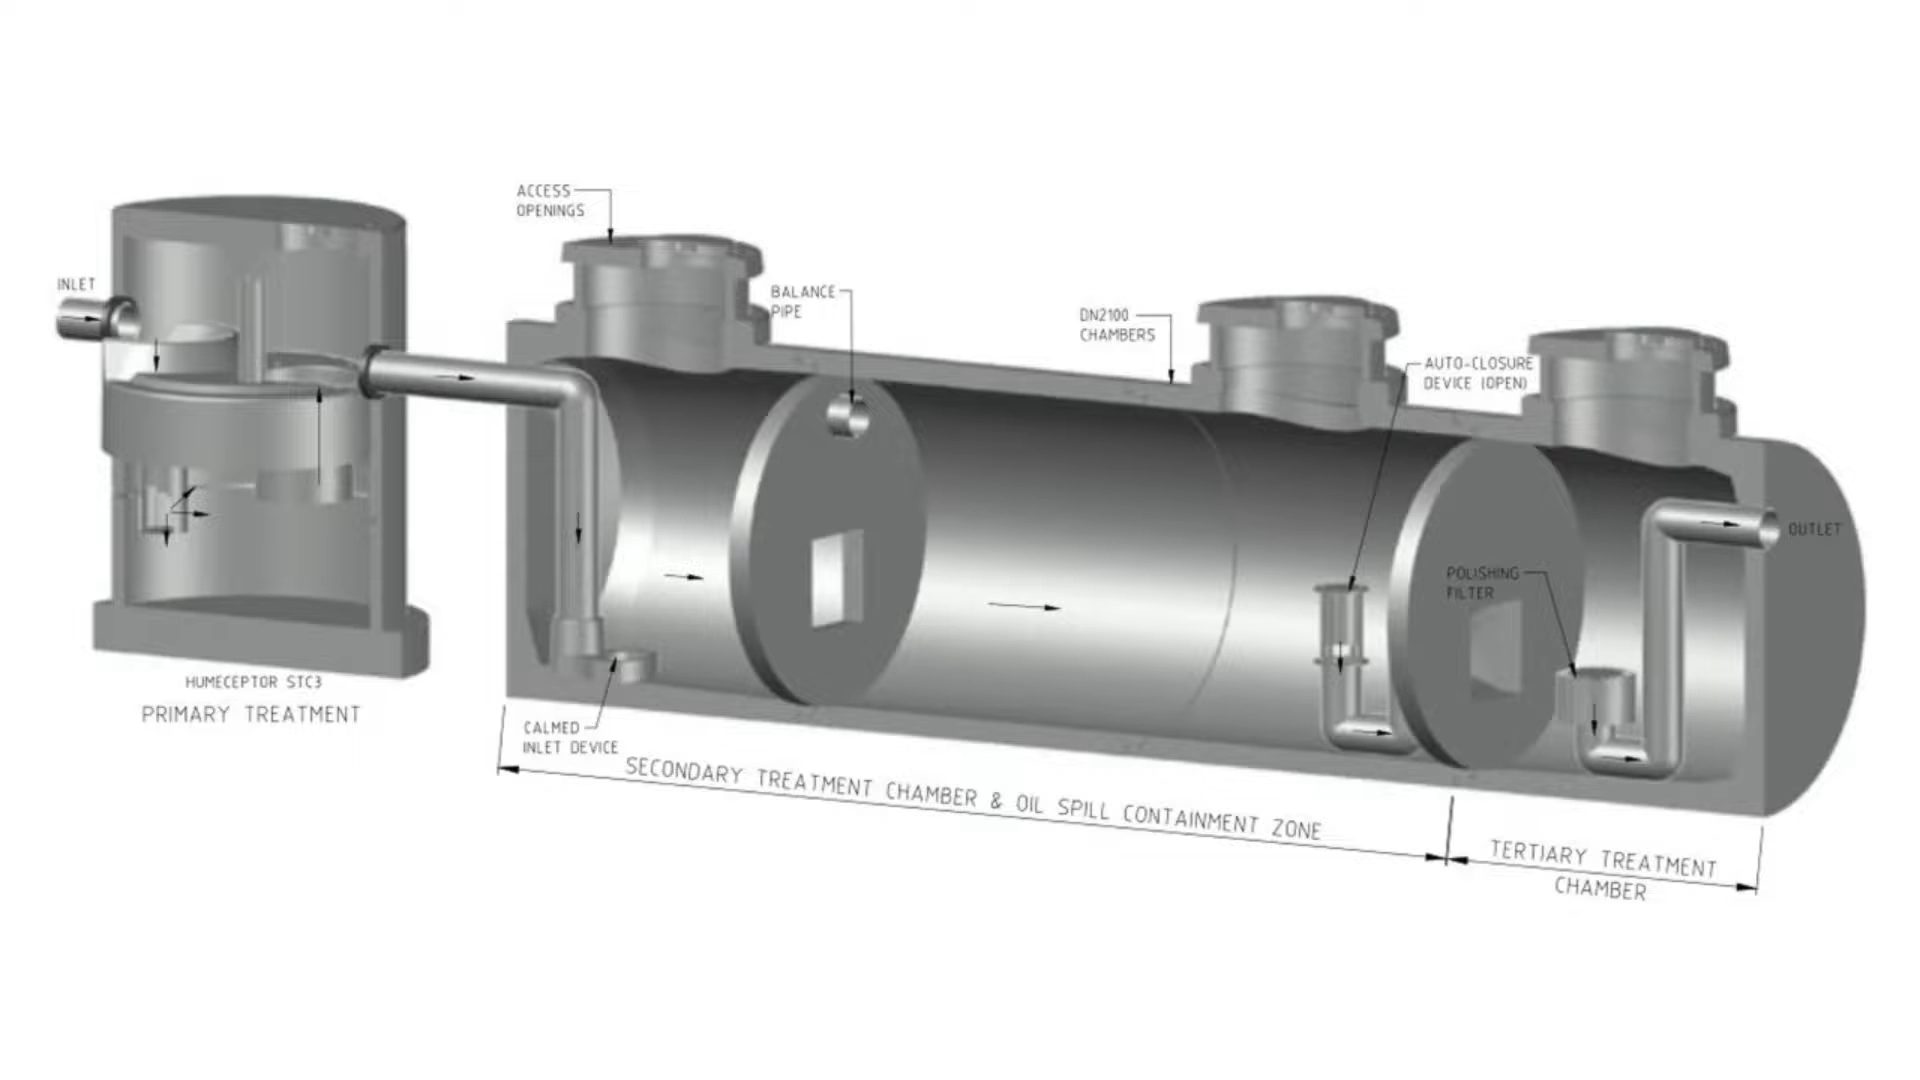 ACCESS
OPENINGS
INLET
BALANCE
PIPE
DN2100
CHAMBERS
AUTO-CLOSURE
DEVICE (OPEN)
OUTLET
POLISHING
FILTER
HUMECEPTOR STC3
PRIMARY TREATMENT
CALMED
INLET DEVICE
SECONDARY TREATMENT CHAMBER & OIL SPILL CONTAINMENT ZONE
TERTIARY TREATMENT
CHAMBER